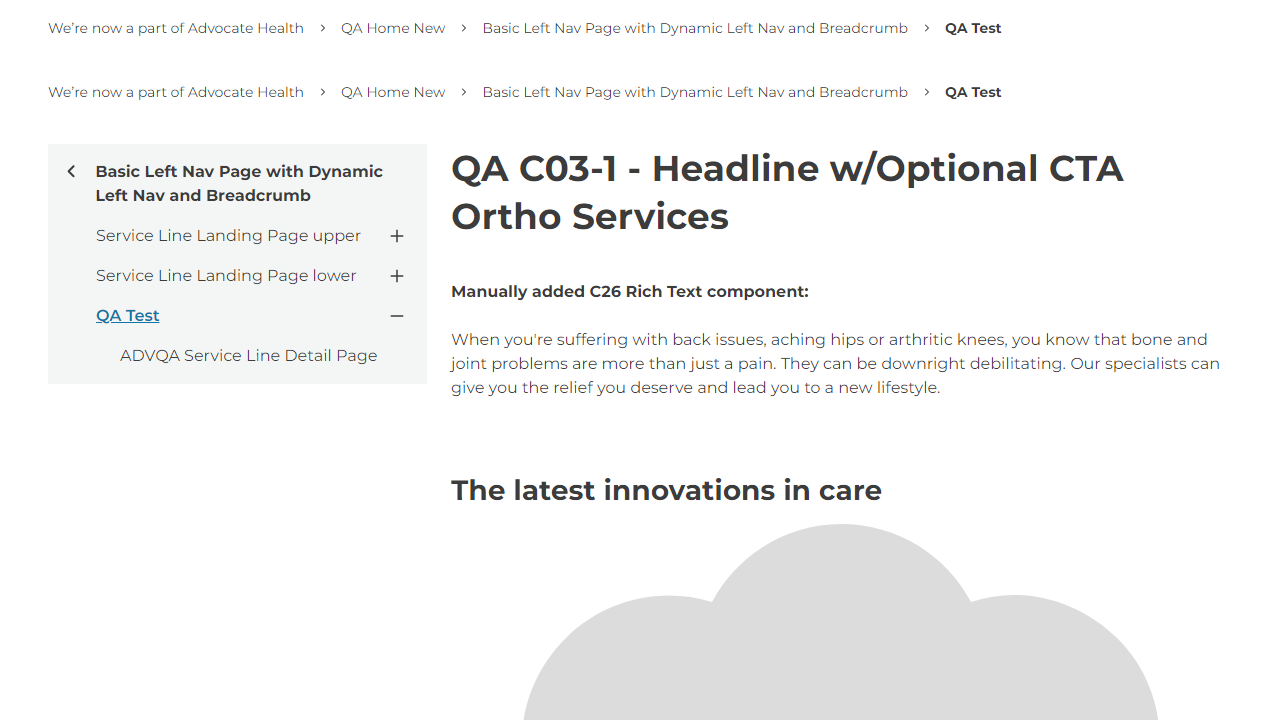 We’re now a part of Advocate Health > QA Home New > Basic Left Nav Page with Dynamic Left Nav and Breadcrumb > QA Test
We’re now a part of Advocate Health > QA Home New > Basic Left Nav Page with Dynamic Left Nav and Breadcrumb > QA Test
Basic Left Nav Page with Dynamic
Left Nav and Breadcrumb
Service Line Landing Page upper
Service Line Landing Page lower
QA Test
ADVQA Service Line Detail Page
QA C03-1 - Headline w/Optional CTA
Ortho Services
Manually added C26 Rich Text component:
When you're suffering with back issues, aching hips or arthritic knees, you know that bone and
joint problems are more than just a pain. They can be downright debilitating. Our specialists can
give you the relief you deserve and lead you to a new lifestyle.
The latest innovations in care